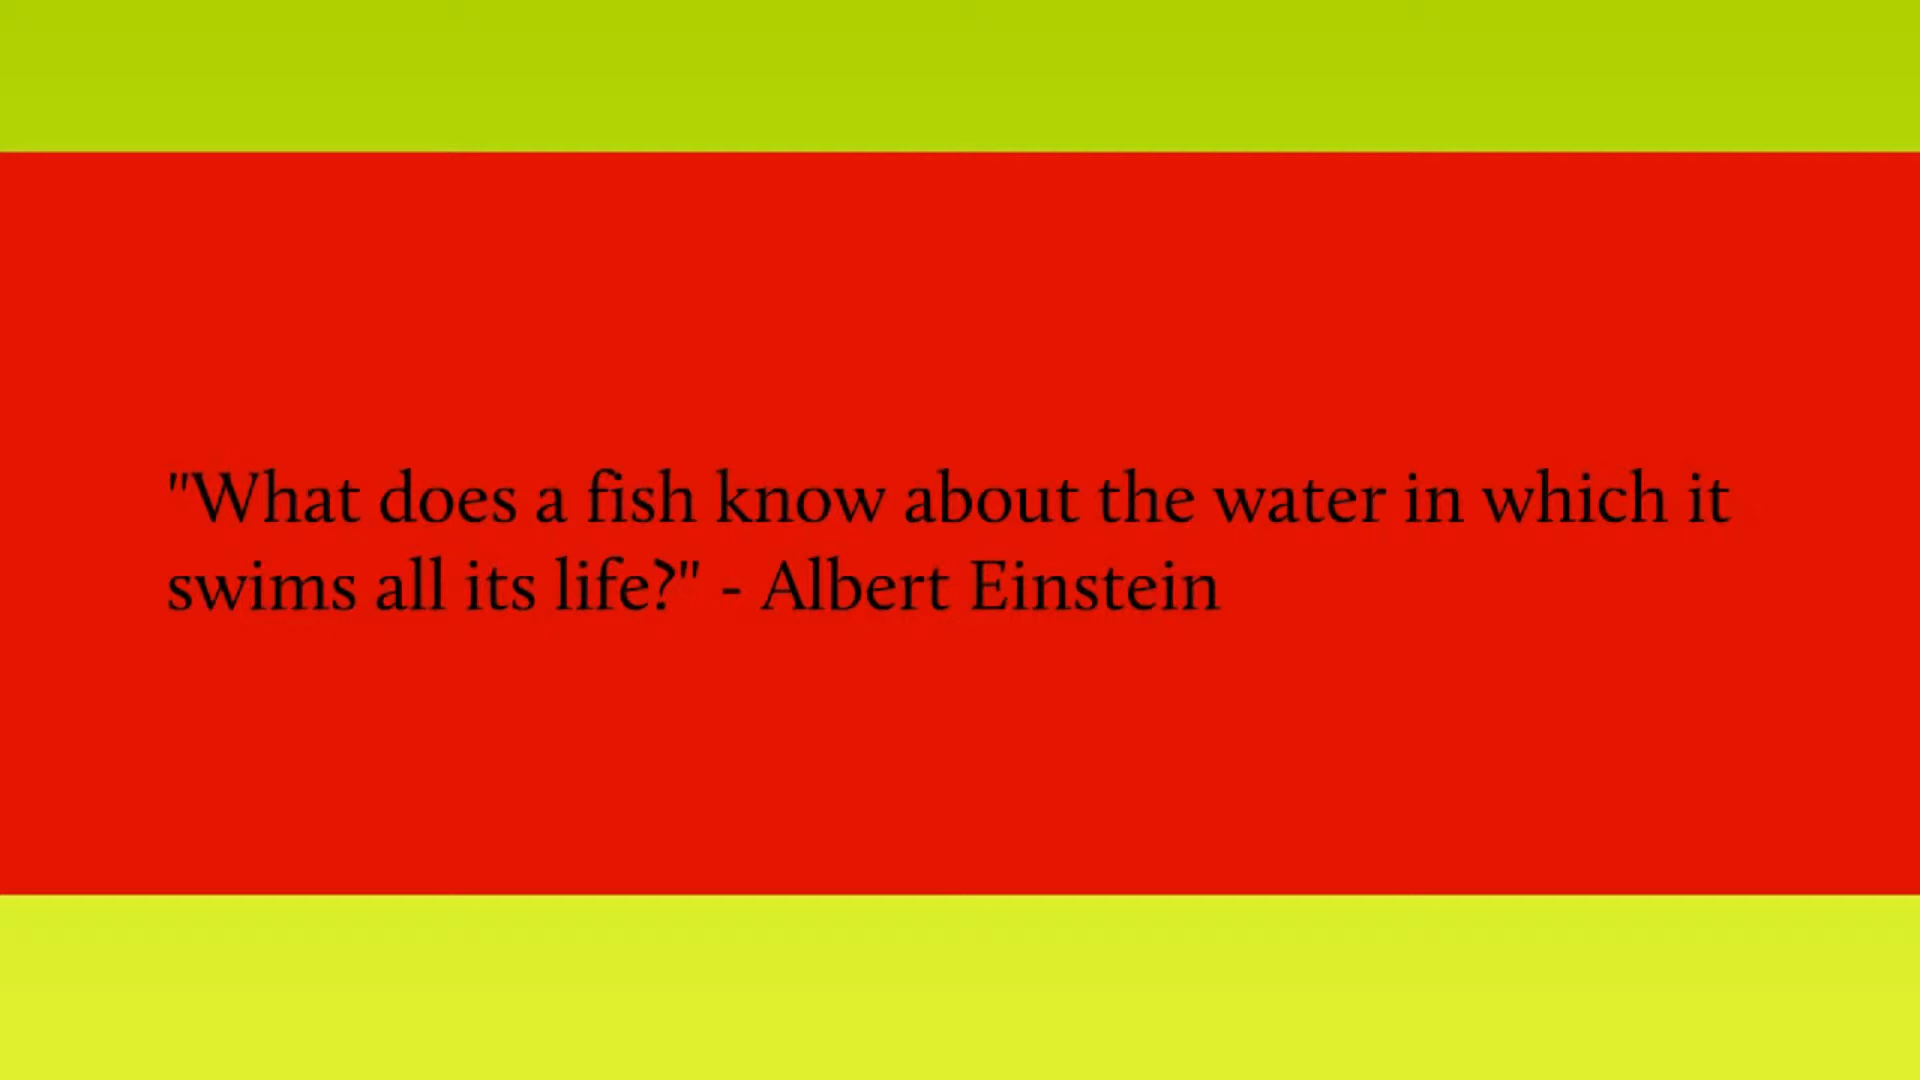 "What does a fish know about the water in which it
swims all its life?" - Albert Einstein